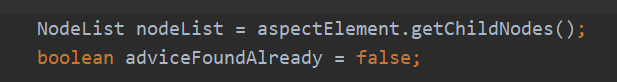 NodeList nodeList = aspectElement.getChildNodes();
boolean adviceFoundAlready = false;